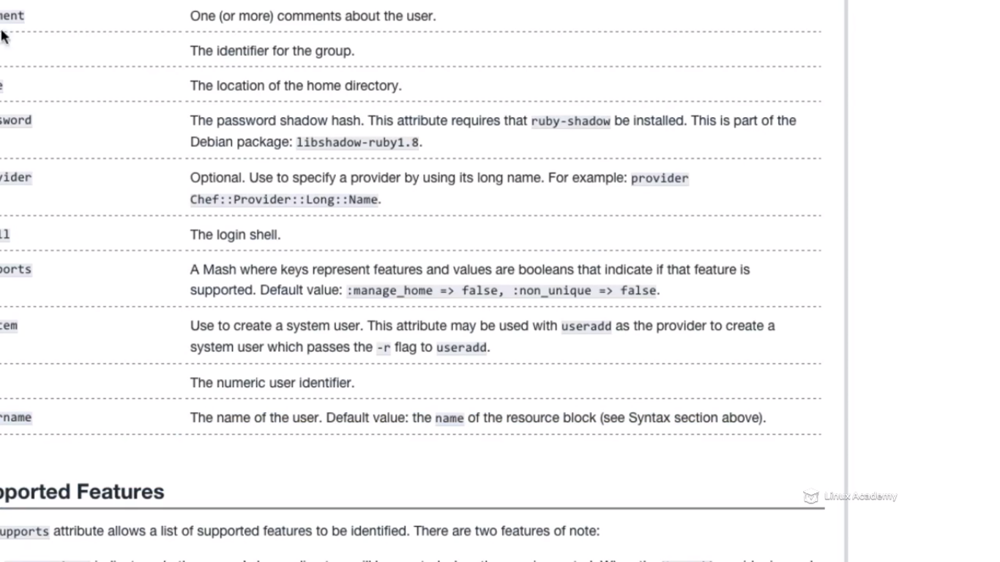 ment One (or more) comments about the user.
The identifier for the group.
e The location of the home directory.
sword The password shadow hash. This attribute requires that ruby-shadow be installed. This is part of the
Debian package: libshadow-ruby1.8.
vider Optional. Use to specify a provider by using its long name. For example: provider
Chef::Provider::Long::Name.
ll The login shell.
ports A Mash where keys represent features and values are booleans that indicate if that feature is
supported. Default value: :manage_home => false, :non_unique => false.
tem Use to create a system user. This attribute may be used with useradd as the provider to create a
system user which passes the -r flag to useradd.
The numeric user identifier.
rname The name of the user. Default value: the name of the resource block (see Syntax section above).
pported Features
Linux Academy
upports attribute allows a list of supported features to be identified. There are two features of note: